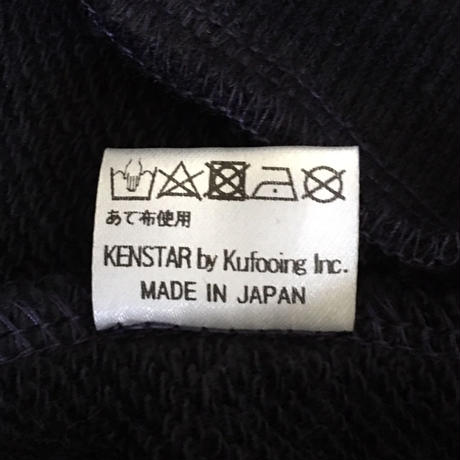 あて布使用
KENSTAR by Kufooing Inc.
MADE IN JAPAN